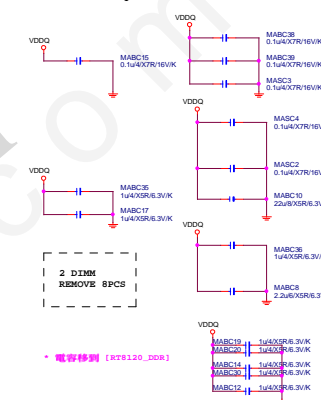 VDDQ
MABC15
0.1u/4/X7R/16V/K
VDDQ
MABC38
0.1u/4/X7R/16V/K
MABC39
0.1u/4/X7R/16V/K
MASC3
0.1u/4/X7R/16V/K
VDDQ
MASC4
0.1u/4/X7R/16V
MASC2
0.1u/4/X7R/16V
MABC10
22u/8/X5R/6.3V
VDDQ
MABC35
1u/4/X5R/6.3V/K
MABC17
1u/4/X5R/6.3V/K
VDDQ
MABC36
1u/4/X5R/6.3V/
MABC8
2.2u/6/X5R/6.3
2 DIMM
REMOVE 8PCS
VDDQ
MABC19 1u/4/X5R/6.3V/K
MABC20 1u/4/X5R/6.3V/K
MABC14 1u/4/X5R/6.3V/K
MABC30 1u/4/X5R/6.3V/K
MABC12 1u/4/X5R/6.3V/K
* 電容移到 [RT8120_DDR]